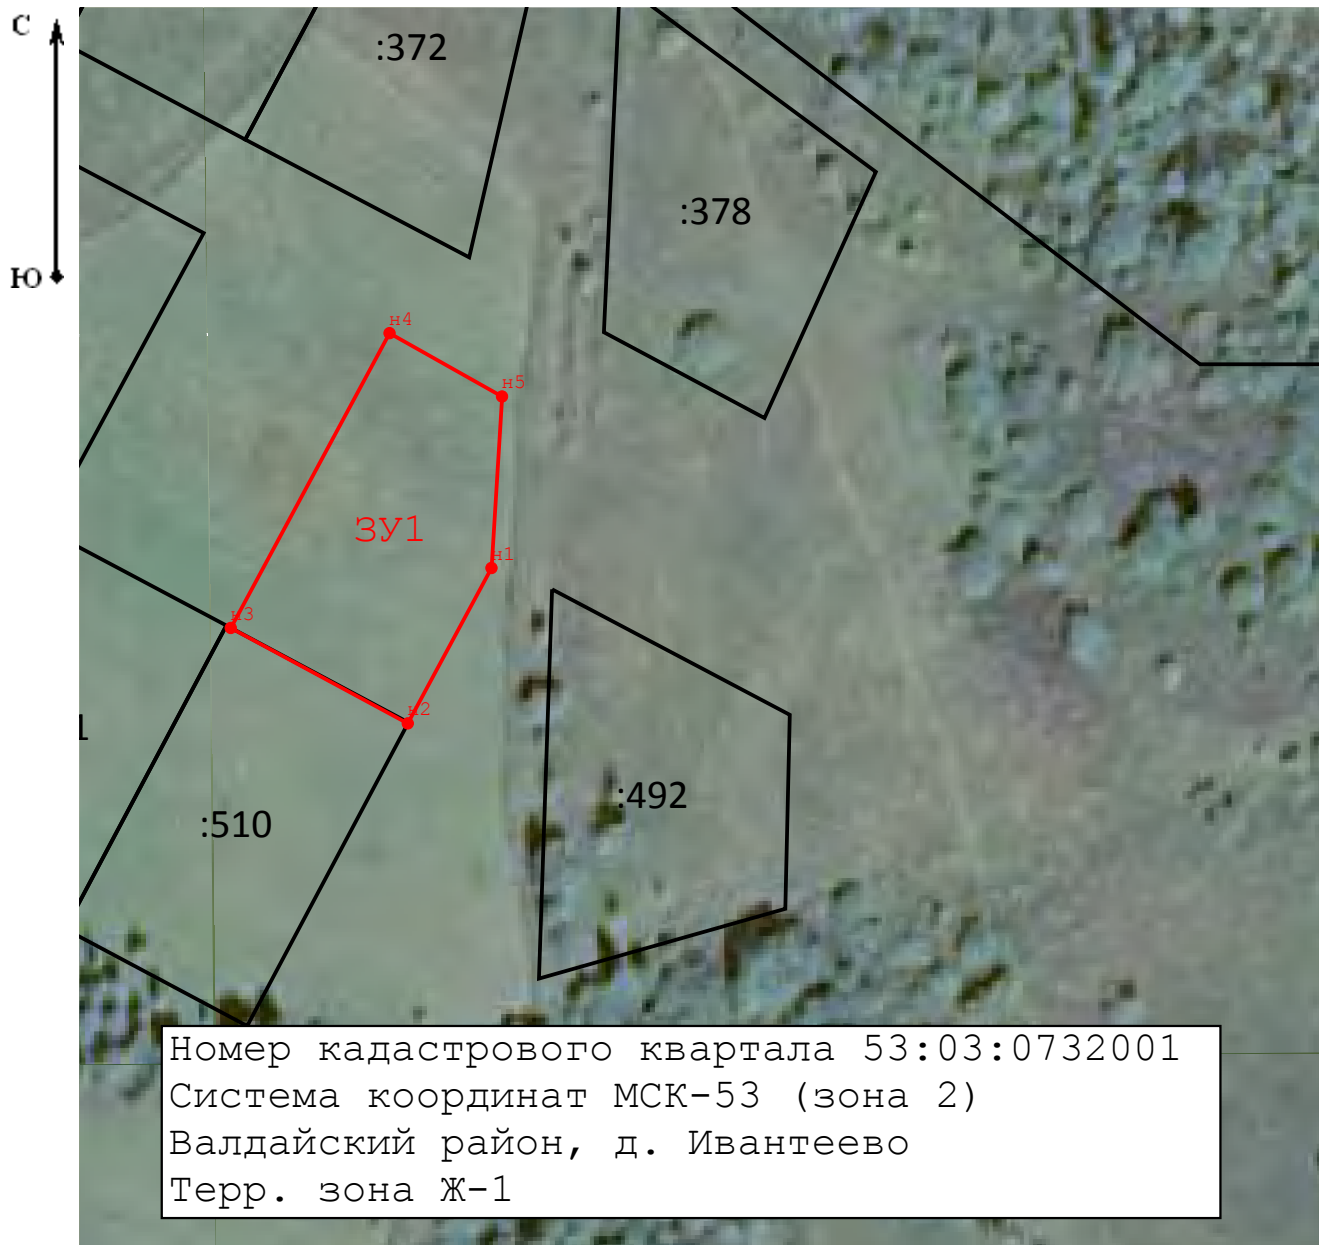 С
:372
:378
Ю
н4
н5
ЗУ1
н1
н3
н2
1
:492
:510
Номер кадастрового квартала 53:03:0732001
Система координат МСК-53 (зона 2)
Валдайский район, д. Ивантеево
Терр. зона Ж-1